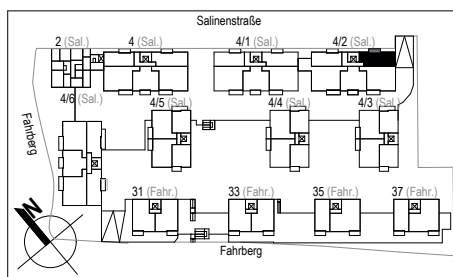 Salinenstraße
2 (Sal.) 4 (Sal.) 4/1 (Sal.) 4/2 (Sal.)
4/6 (Sal.) 4/5 (Sal.) 4/4 (Sal.) 4/3 (Sal.)
Fahrberg
31 (Fahr.) 33 (Fahr.) 35 (Fahr.) 37 (Fahr.)
N
Fahrberg